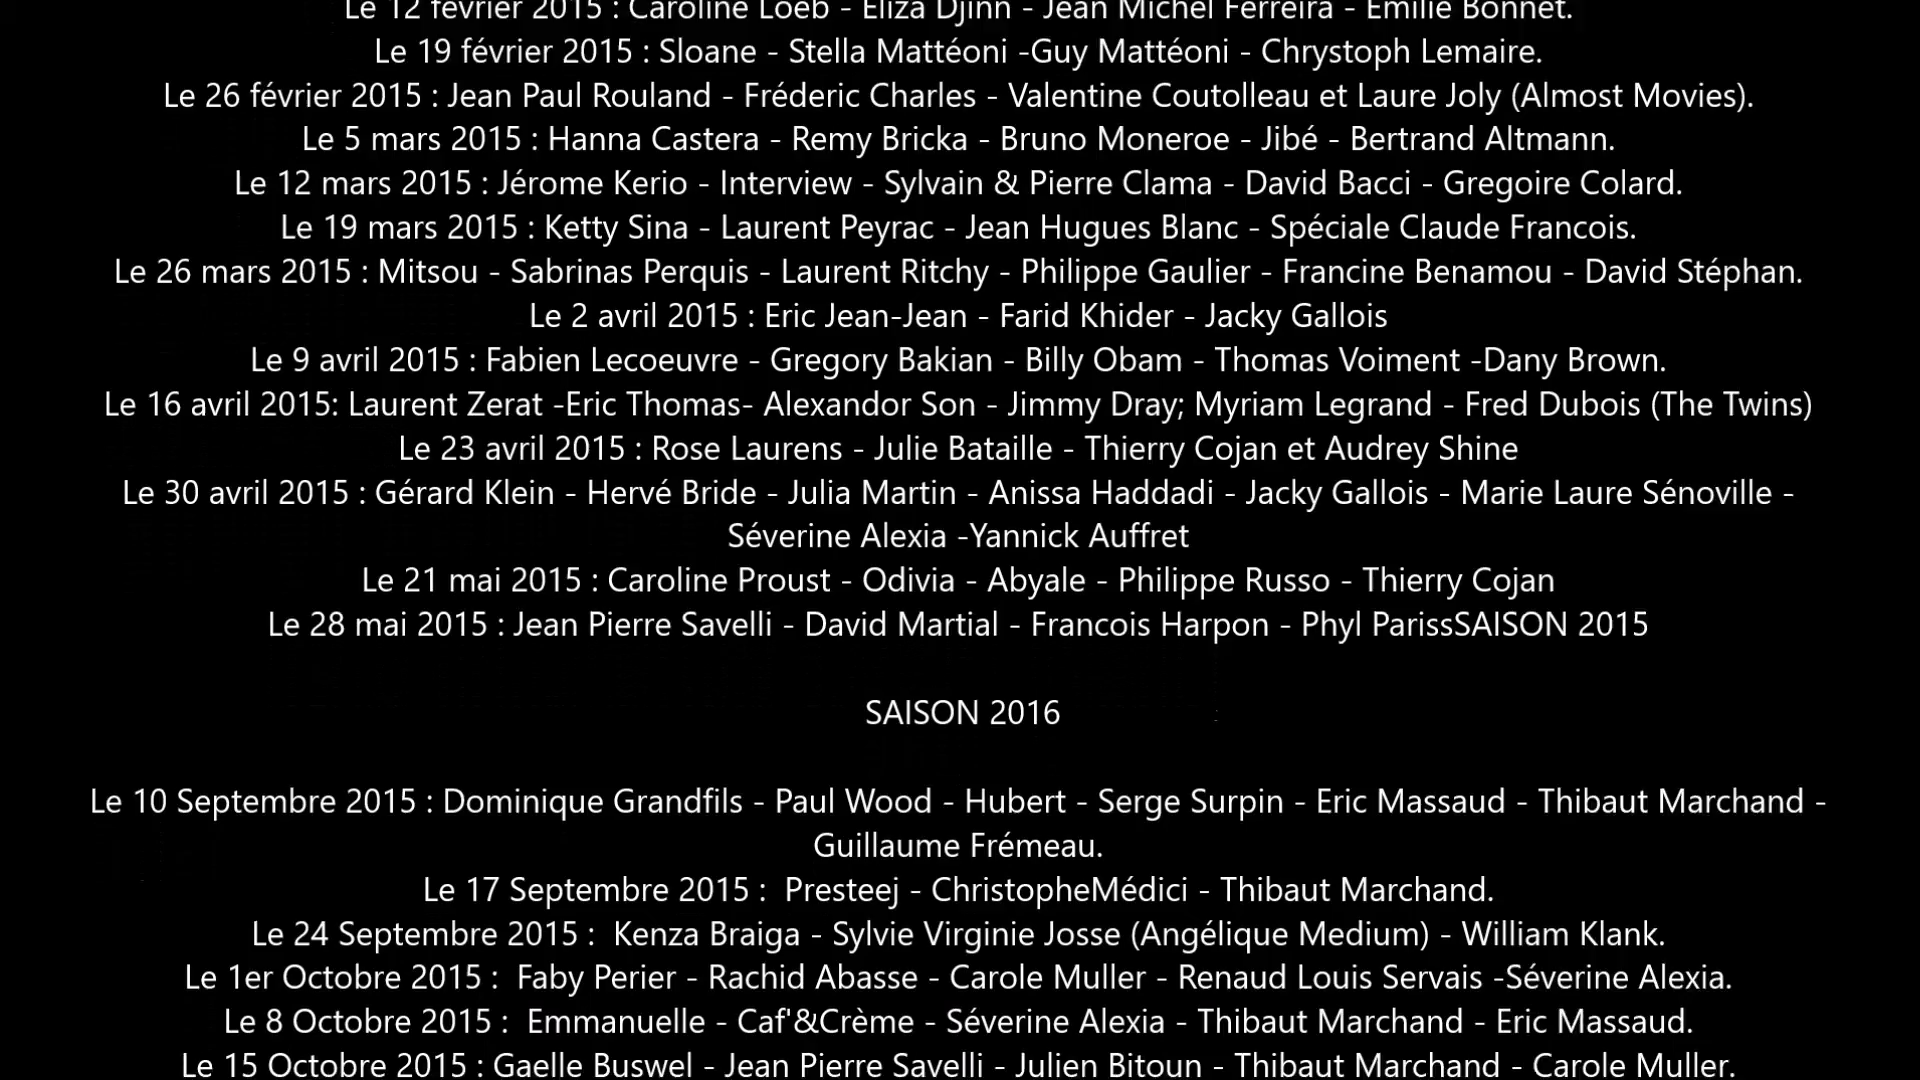 Le 12 février 2015 : Caroline Loeb - Eliza Djinn - Jean Michel Ferreira - Emilie Bonnet.
Le 19 février 2015 : Sloane - Stella Mattéoni -Guy Mattéoni - Chrystoph Lemaire.
Le 26 février 2015 : Jean Paul Rouland - Fréderic Charles - Valentine Coutolleau et Laure Joly (Almost Movies).
Le 5 mars 2015 : Hanna Castera - Remy Bricka - Bruno Moneroe - Jibé - Bertrand Altmann.
Le 12 mars 2015 : Jérome Kerio - Interview - Sylvain & Pierre Clama - David Bacci - Gregoire Colard.
Le 19 mars 2015 : Ketty Sina - Laurent Peyrac - Jean Hugues Blanc - Spéciale Claude Francois.
Le 26 mars 2015 : Mitsou - Sabrinas Perquis - Laurent Ritchy - Philippe Gaulier - Francine Benamou - David Stéphan.
Le 2 avril 2015 : Eric Jean-Jean - Farid Khider - Jacky Gallois
Le 9 avril 2015 : Fabien Lecoeuvre - Gregory Bakian - Billy Obam - Thomas Voiment -Dany Brown.
Le 16 avril 2015: Laurent Zerat -Eric Thomas- Alexandor Son - Jimmy Dray; Myriam Legrand - Fred Dubois (The Twins)
Le 23 avril 2015 : Rose Laurens - Julie Bataille - Thierry Cojan et Audrey Shine
Le 30 avril 2015 : Gérard Klein - Hervé Bride - Julia Martin - Anissa Haddadi - Jacky Gallois - Marie Laure Sénoville -
Séverine Alexia -Yannick Auffret
Le 21 mai 2015 : Caroline Proust - Odivia - Abyale - Philippe Russo - Thierry Cojan
Le 28 mai 2015 : Jean Pierre Savelli - David Martial - Francois Harpon - Phyl ParissSAISON 2015
SAISON 2016
Le 10 Septembre 2015 : Dominique Grandfils - Paul Wood - Hubert - Serge Surpin - Eric Massaud - Thibaut Marchand -
Guillaume Frémeau.
Le 17 Septembre 2015 :  Presteej - ChristopheMédici - Thibaut Marchand.
Le 24 Septembre 2015 :  Kenza Braiga - Sylvie Virginie Josse (Angélique Medium) - William Klank.
Le 1er Octobre 2015 :  Faby Perier - Rachid Abasse - Carole Muller - Renaud Louis Servais -Séverine Alexia.
Le 8 Octobre 2015 :  Emmanuelle - Caf'&Crème - Séverine Alexia - Thibaut Marchand - Eric Massaud.
Le 15 Octobre 2015 : Gaelle Buswel - Jean Pierre Savelli - Julien Bitoun - Thibaut Marchand - Carole Muller.